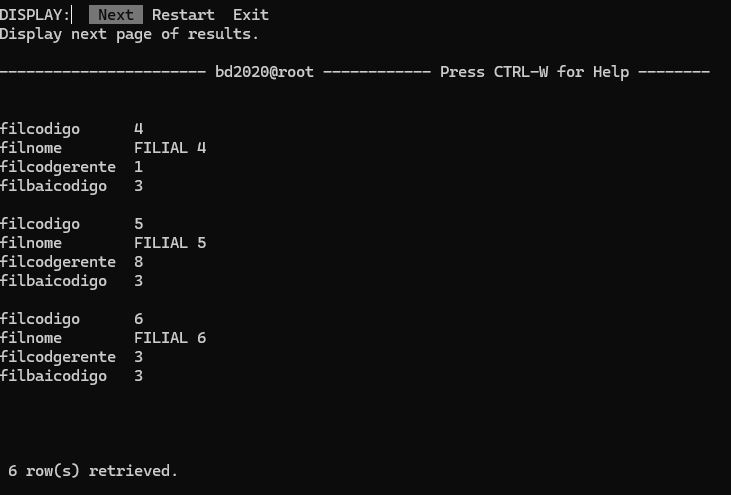 DISPLAY: Next Restart Exit
Display next page of results.
----------------------- bd2020@root ------------ Press CTRL-W for Help --------
filcodigo 4
filnome FILIAL 4
filcodgerente 1
filbaicodigo 3
filcodigo 5
filnome FILIAL 5
filcodgerente 8
filbaicodigo 3
filcodigo 6
filnome FILIAL 6
filcodgerente 3
filbaicodigo 3
6 row(s) retrieved.